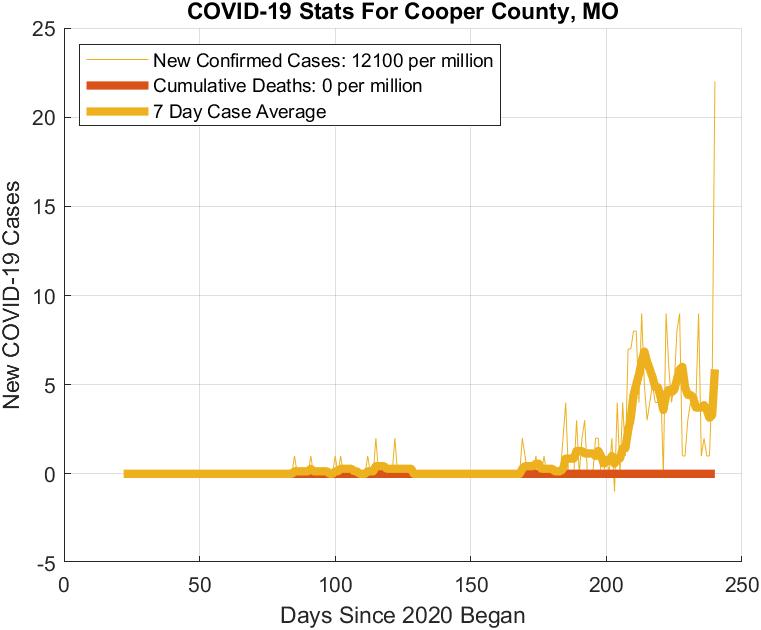 COVID-19 Stats For Cooper County, MO
New Confirmed Cases: 12100 per million
Cumulative Deaths: 0 per million
7 Day Case Average
New COVID-19 Cases
25
20
15
10
5
0
-5
0 50 100 150 200 250
Days Since 2020 Began